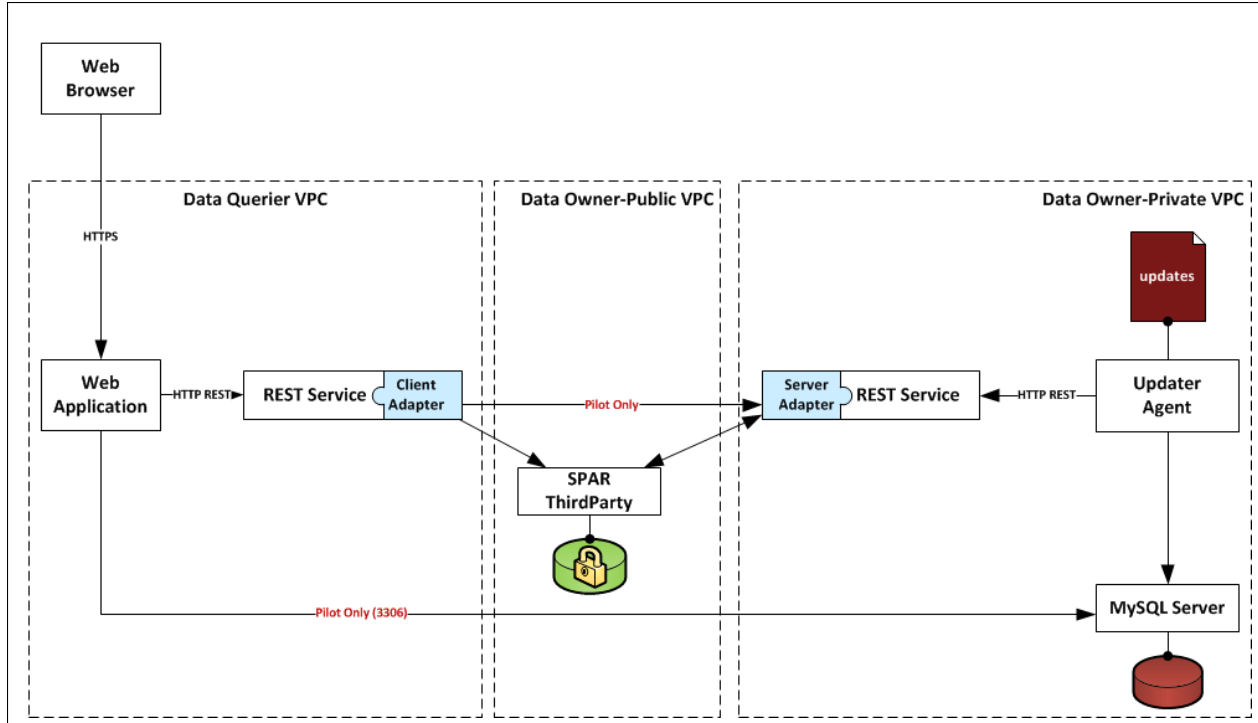 Web
Browser
Data Querier VPC
Data Owner-Public VPC
Data Owner-Private VPC
HTTPS
updates
Web
Application
HTTP REST
REST Service
Client
Adapter
Pilot Only
Server
Adapter
REST Service
HTTP REST
Updater
Agent
SPAR
ThirdParty
Pilot Only (3306)
MySQL Server